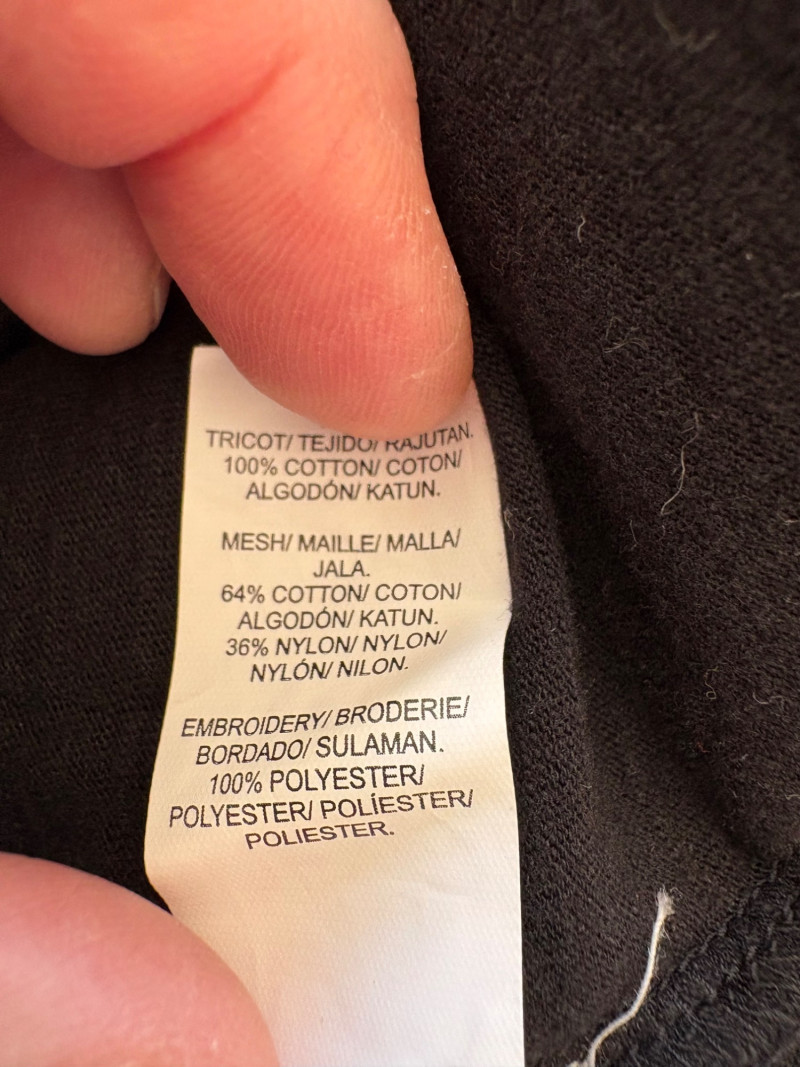 TRICOT/ TEJIDO/ RAJUTAN.
100% COTTON/ COTON/
ALGODÓN/ KATUN.
MESH/ MAILLE/ MALLA/
JALA.
64% COTTON/ COTON/
ALGODÓN/ KATUN.
36% NYLON/ NYLON/
NYLÓN/ NILON.
EMBROIDERY/ BRODERIE/
BORDADO/ SULAMAN.
100% POLYESTER/
POLYESTER/ POLÍESTER/
POLIESTER.